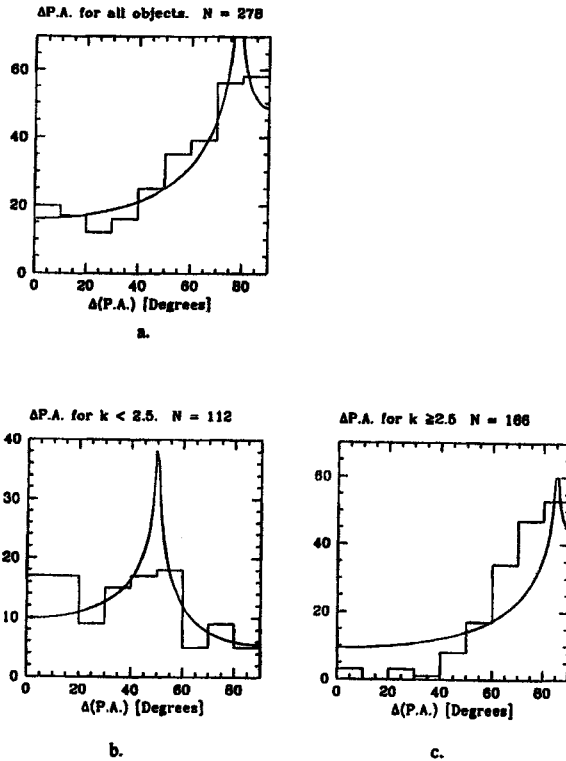 ΔP.A. for all objects. N = 278
60
40
20
0
0 20 40 60 80
Δ(P.A.) [Degrees]
a.
ΔP.A. for k < 2.5. N = 112
40
30
20
10
0
0 20 40 60 80
Δ(P.A.) [Degrees]
b.
ΔP.A. for k ≧2.5 N = 166
60
40
20
0
0 20 40 60 80
Δ(P.A.) [Degrees]
c.